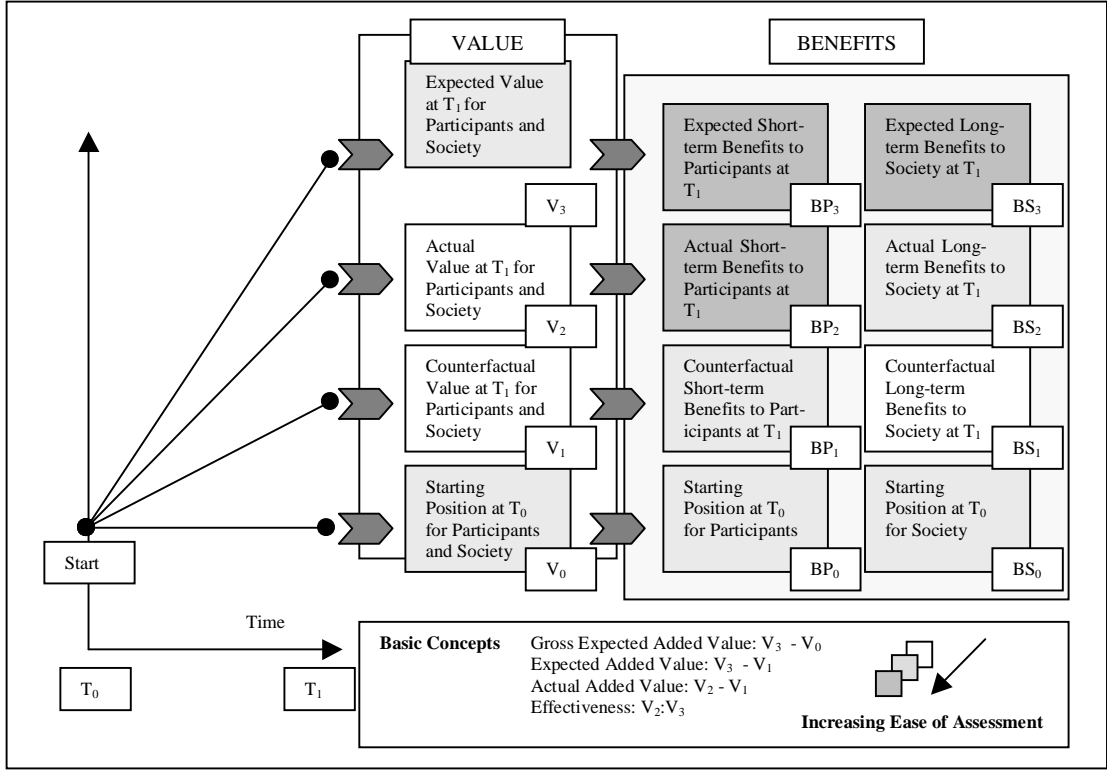 VALUE
BENEFITS
Expected Value
at T₁ for
Participants and
Society
V₃
Expected Short-
term Benefits to
Participants at
T₁
BP₃
Expected Long-
term Benefits to
Society at T₁
BS₃
Actual
Value at T₁ for
Participants and
Society
V₂
Actual Short-
term Benefits to
Participants at
T₁
BP₂
Actual Long-
term Benefits to
Society at T₁
BS₂
Counterfactual
Value at T₁ for
Participants and
Society
V₁
Counterfactual
Short-term
Benefits to Part-
icipants at T₁
BP₁
Counterfactual
Long-term
Benefits to
Society at T₁
BS₁
Starting
Position at T₀
for Participants
and Society
V₀
Starting
Position at T₀
for Participants
BP₀
Starting
Position at T₀
for Society
BS₀
Start
Time
T₀
T₁
Basic Concepts
Gross Expected Added Value: V₃ - V₀
Expected Added Value: V₃ - V₁
Actual Added Value: V₂ - V₁
Effectiveness: V₂:V₃
Increasing Ease of Assessment